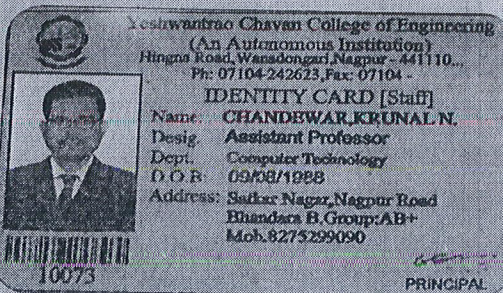 Yeshwantrao Chavan College of Engineering
(An Autonomous Institution)
Hingna Road, Wanadongari, Nagpur - 441110..,
Ph: 07104-242623, Fax: 07104 -
IDENTITY CARD [Staff]
Name: CHANDEWAR.KRUNAL.N.
Desig. Assistant Professor
Dept. Computer Technology
D.O.B: 09/08/1988
Address: Satkar Nagar, Nagpur Road
Bhandara B.Group:AB+
Mob.8275299090
10073
PRINCIPAL